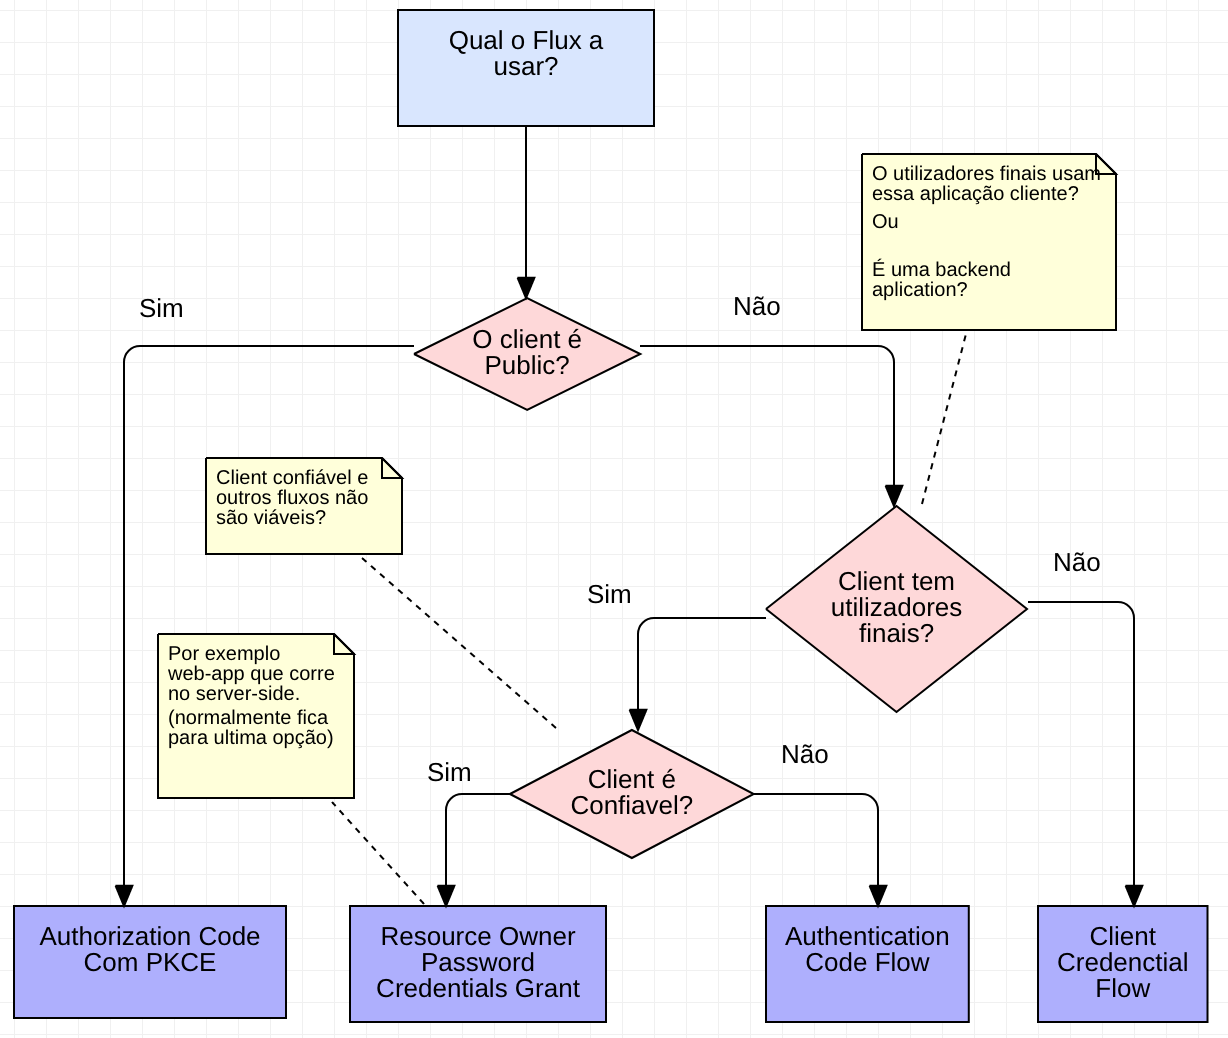 Qual o Flux a
usar?
O utilizadores finais usam
essa aplicação cliente?
Ou
É uma backend
aplication?
Sim
Não
O client é
Public?
Client confiável e
outros fluxos não
são viáveis?
Não
Client tem
utilizadores
finais?
Sim
Por exemplo
web-app que corre
no server-side.
(normalmente fica
para ultima opção)
Sim
Não
Client é
Confiavel?
Authorization Code
Com PKCE
Resource Owner
Password
Credentials Grant
Authentication
Code Flow
Client
Credenctial
Flow